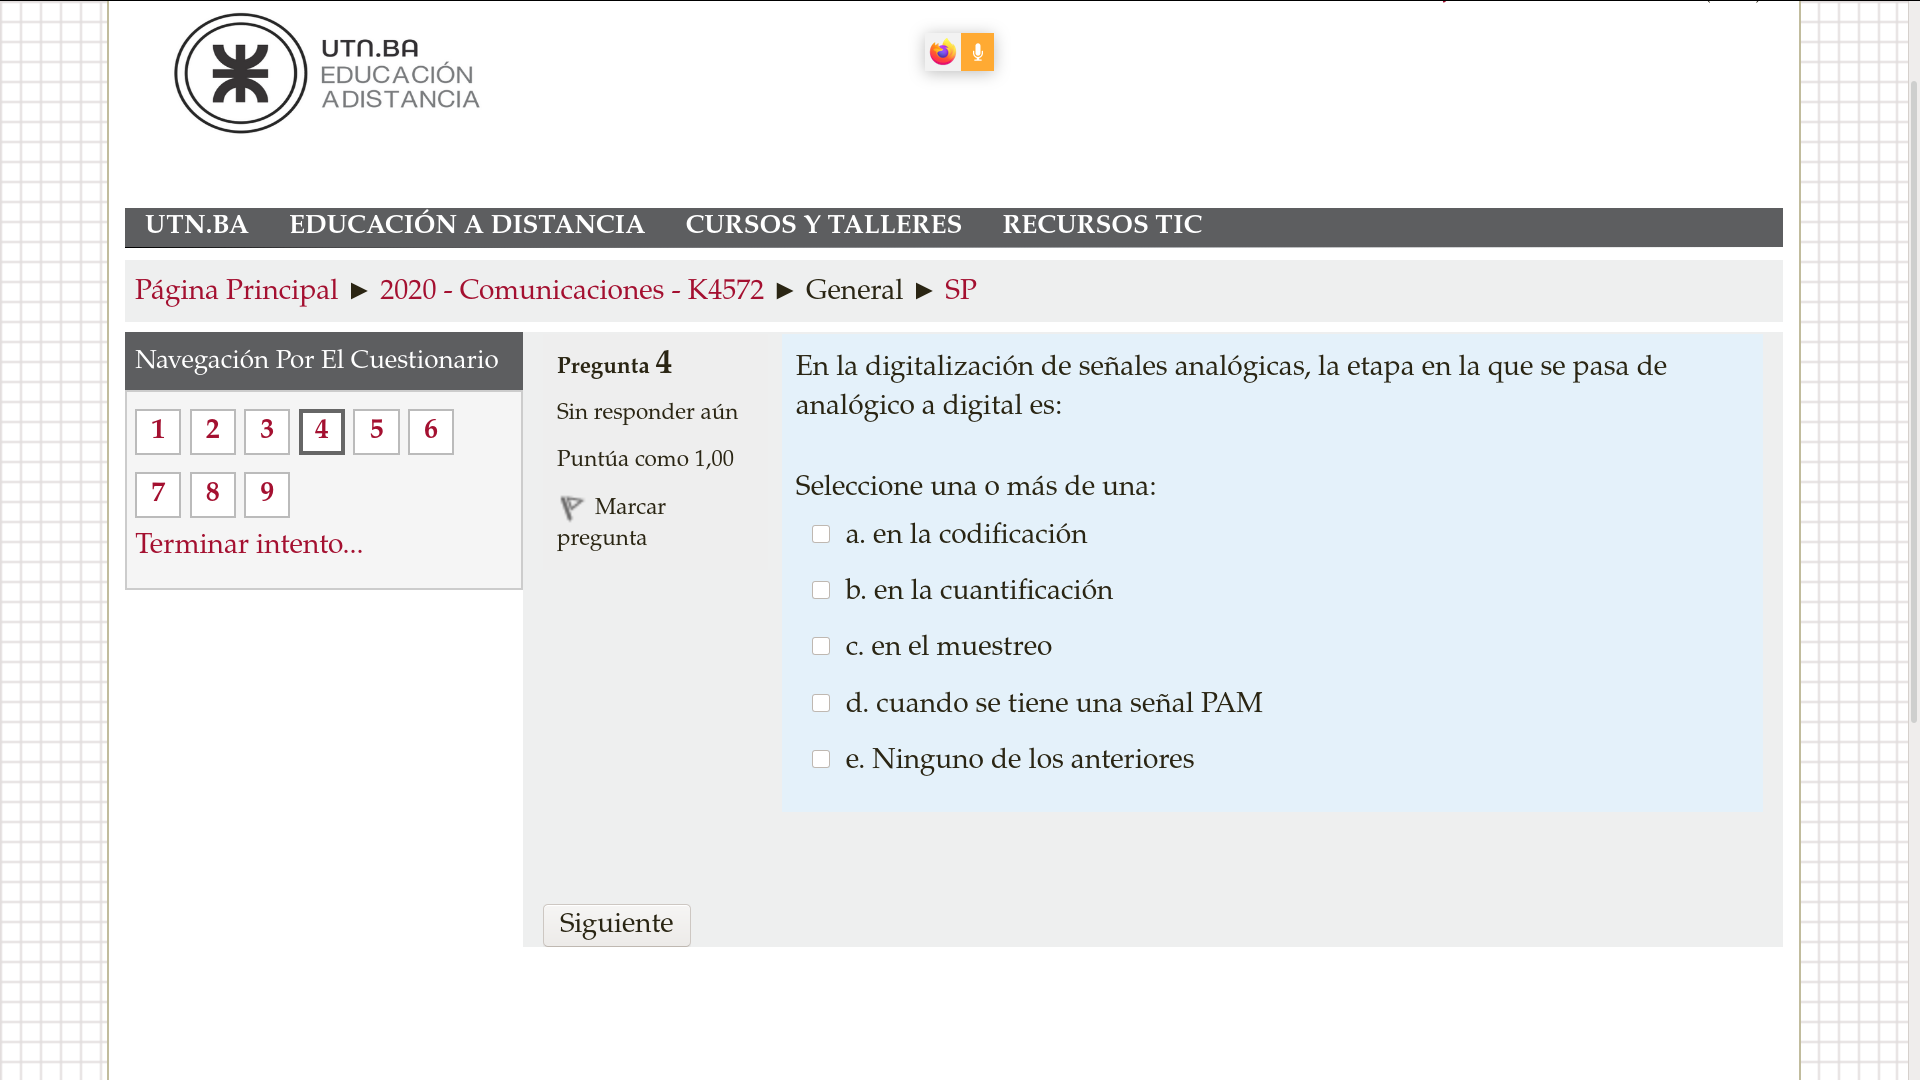 UTN.BA
EDUCACIÓN
A DISTANCIA
UTN.BA EDUCACIÓN A DISTANCIA CURSOS Y TALLERES RECURSOS TIC
Página Principal ► 2020 - Comunicaciones - K4572 ► General ► SP
Navegación Por El Cuestionario
1 2 3 4 5 6
7 8 9
Terminar intento...
Pregunta 4
Sin responder aún
Puntúa como 1,00
Marcar
pregunta
En la digitalización de señales analógicas, la etapa en la que se pasa de
analógico a digital es:
Seleccione una o más de una:
a. en la codificación
b. en la cuantificación
c. en el muestreo
d. cuando se tiene una señal PAM
e. Ninguno de los anteriores
Siguiente